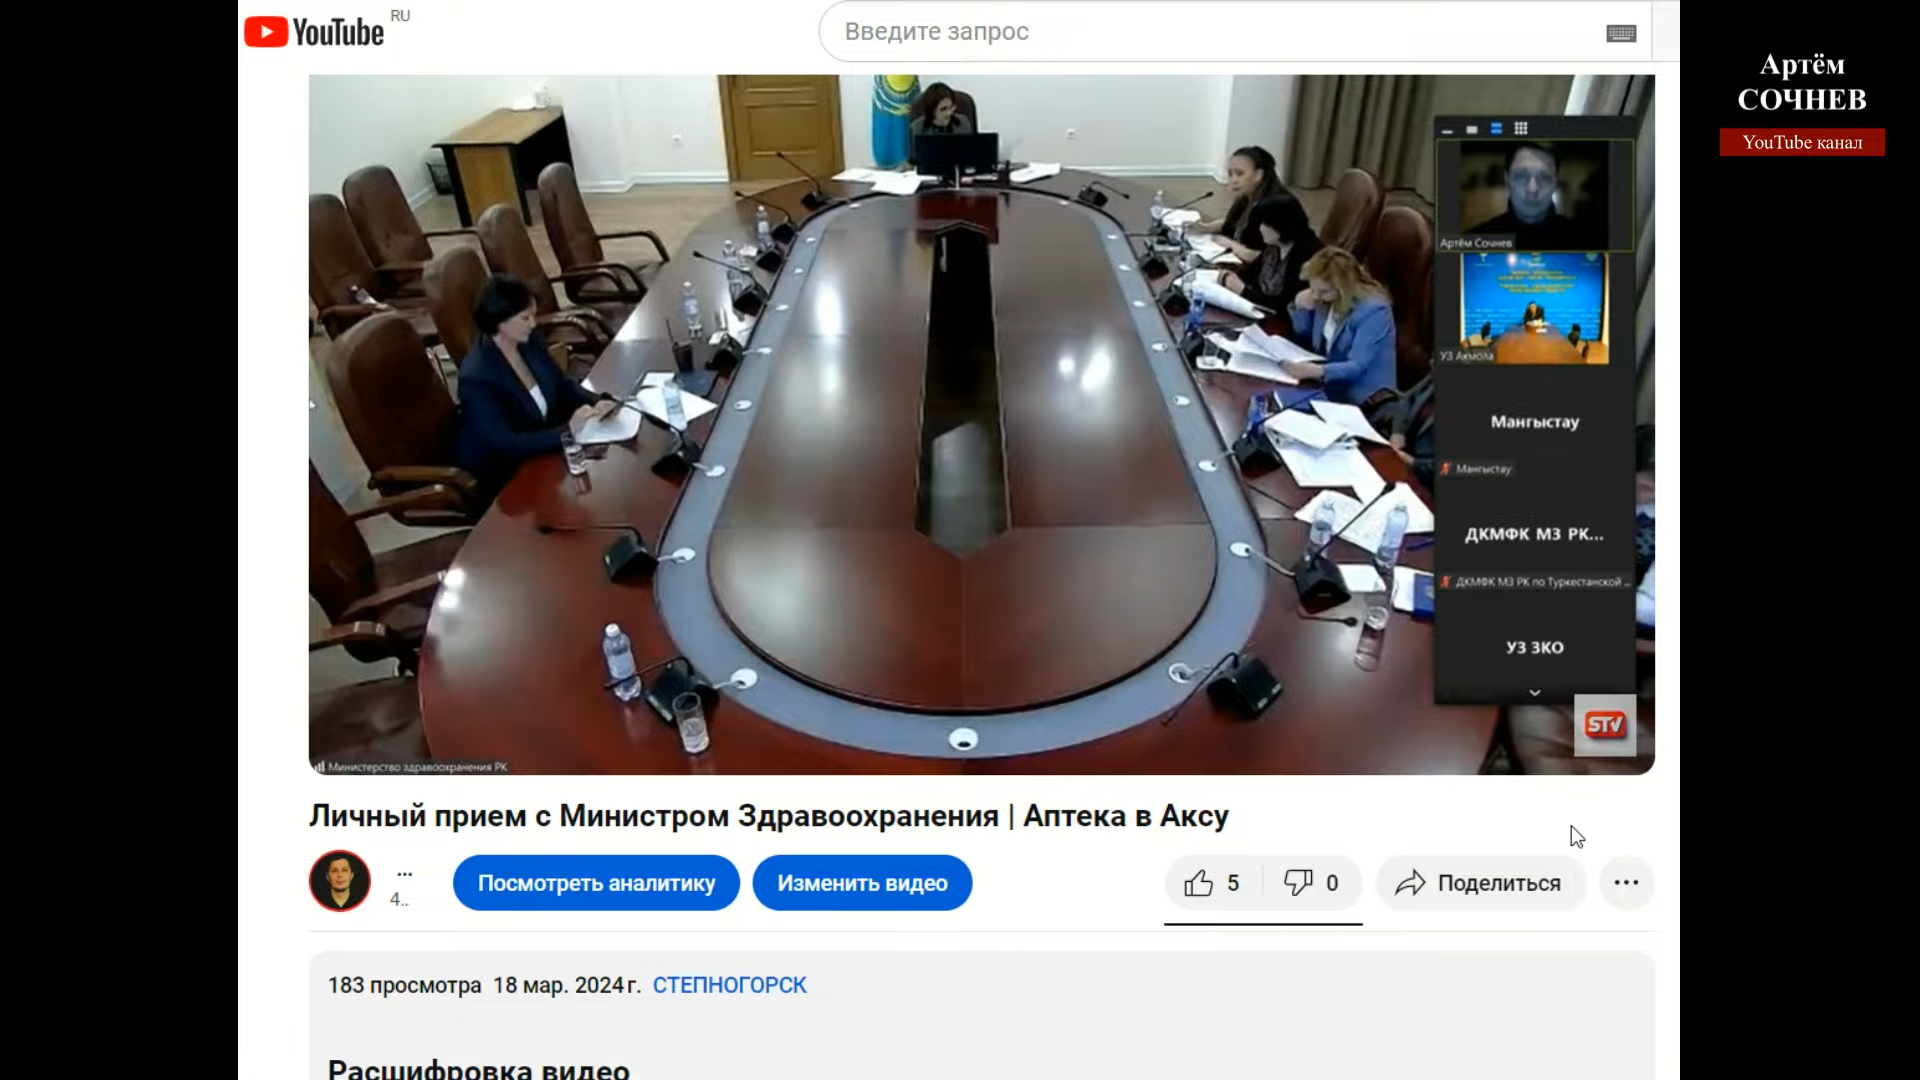 YouTube
RU
Введите запрос
Артём
СОЧНЕВ
YouTube канал
Артём Сочнев
УЗ Акмола
Мангыстау
Мангыстау
ДКМФК МЗ РК...
ДКМФК МЗ РК по Туркестанской ...
УЗ ЗКО
STV
Министерство здравоохранения РК
Личный прием с Министром Здравоохранения | Аптека в Аксу
...
4..
Посмотреть аналитику
Изменить видео
5
0
Поделиться
183 просмотра 18 мар. 2024 г. СТЕПНОГОРСК
Расшифровка видео